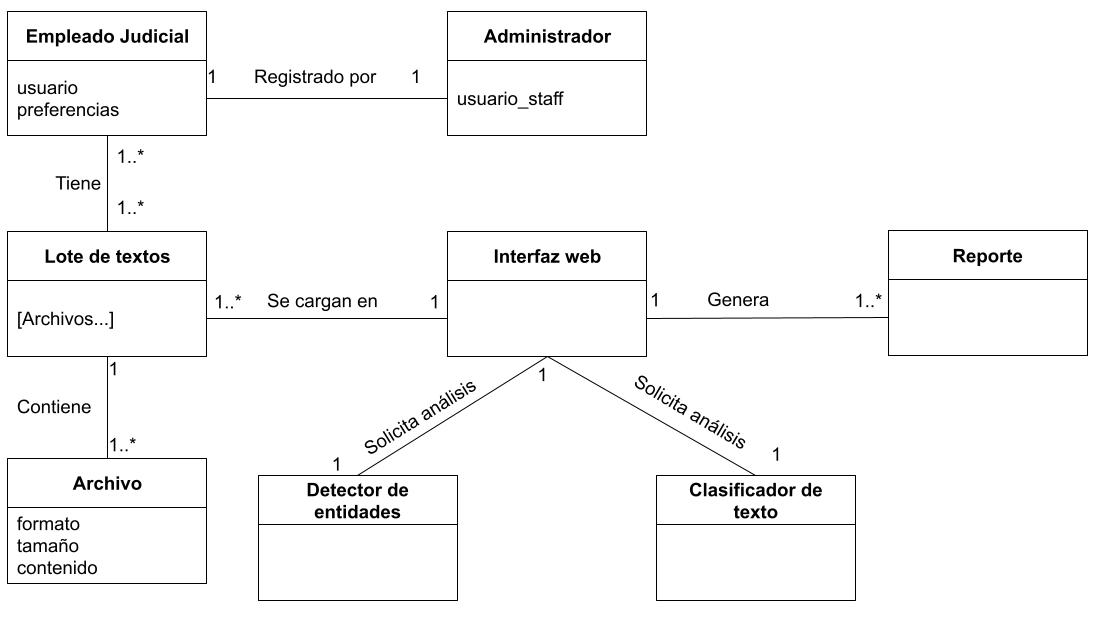 Empleado Judicial
usuario
preferencias
1
Registrado por
1
Administrador
usuario_staff
1..*
Tiene
1..*
Lote de textos
[Archivos...]
1..*
Se cargan en
1
Interfaz web
1
Genera
1..*
Reporte
1
Contiene
1..*
Archivo
formato
tamaño
contenido
1
Solicita análisis
1
Detector de
entidades
Solicita análisis
1
Clasificador de
texto